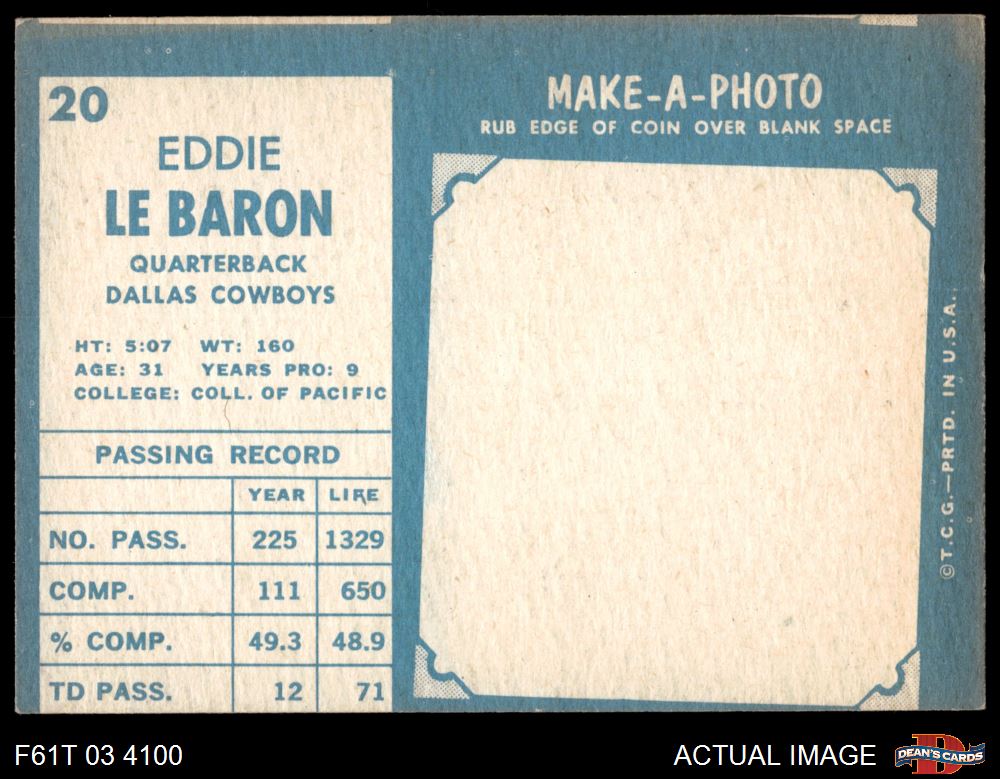 20
EDDIE
LE BARON
QUARTERBACK
DALLAS COWBOYS
HT: 5:07 WT: 160
AGE: 31 YEARS PRO: 9
COLLEGE: COLL. OF PACIFIC
PASSING RECORD
YEAR LIFE
NO. PASS. 225 1329
COMP. 111 650
% COMP. 49.3 48.9
TD PASS. 12 71
MAKE-A-PHOTO
RUB EDGE OF COIN OVER BLANK SPACE
©T.C.G.—PRTD. IN U.S.A.
F61T 03 4100
ACTUAL IMAGE
D
DEAN'S CARDS